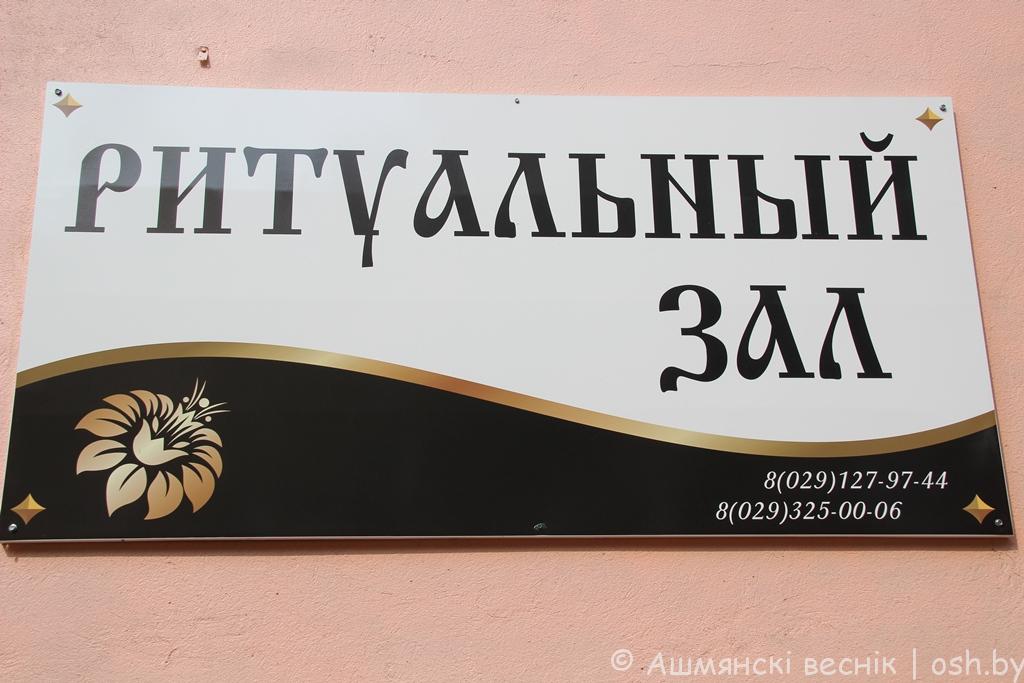 РИТУАЛЬНЫЙ
ЗАЛ
8(029)127-97-44
8(029)325-00-06
© Ашмянскі веснік | osh.by